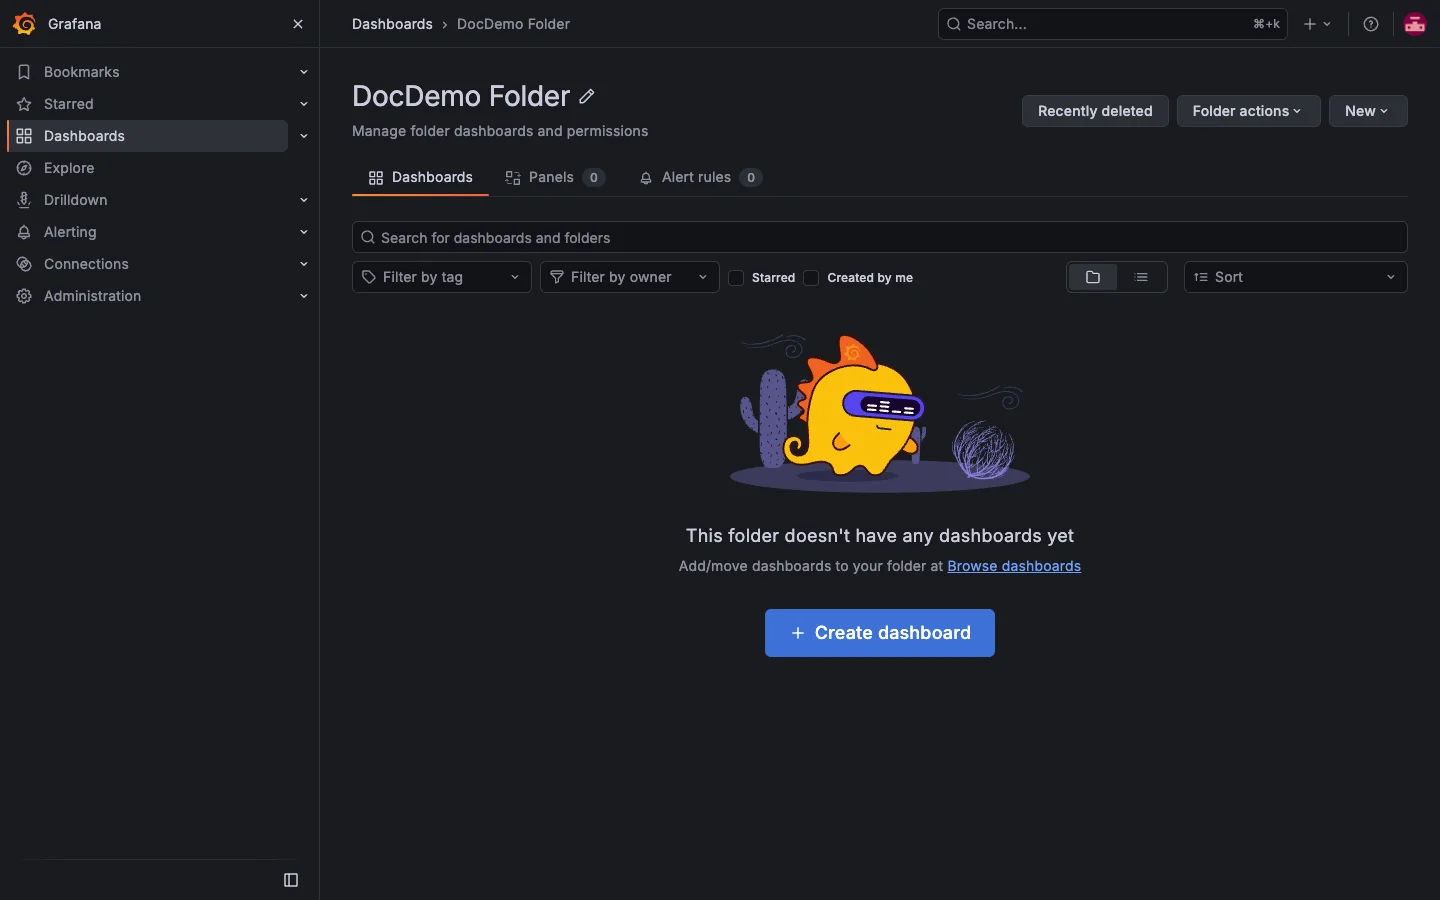 Grafana
Dashboards › DocDemo Folder
Search... ⌘+k
Bookmarks
Starred
Dashboards
Explore
Drilldown
Alerting
Connections
Administration
DocDemo Folder
Manage folder dashboards and permissions
Recently deleted
Folder actions
New
Dashboards
Panels 0
Alert rules 0
Search for dashboards and folders
Filter by tag
Filter by owner
Starred
Created by me
Sort
This folder doesn't have any dashboards yet
Add/move dashboards to your folder at Browse dashboards
+ Create dashboard